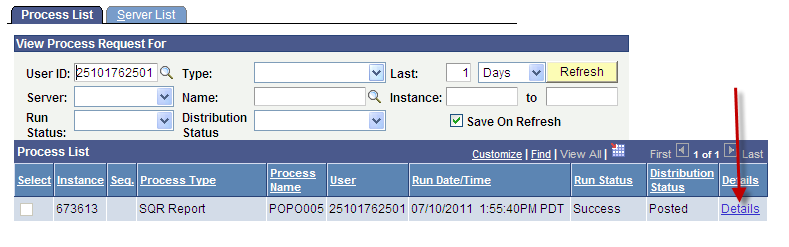 Process List Server List
View Process Request For
User ID: 25101762501 Type: Last: 1 Days Refresh
Server: Name: Instance: to
Run Status: Distribution Status Save On Refresh
Process List Customize | Find | View All | First 1 of 1 Last
Select Instance Seq. Process Type Process Name User Run Date/Time Run Status Distribution Status Details
673613 SQR Report POPO005 25101762501 07/10/2011 1:55:40PM PDT Success Posted Details